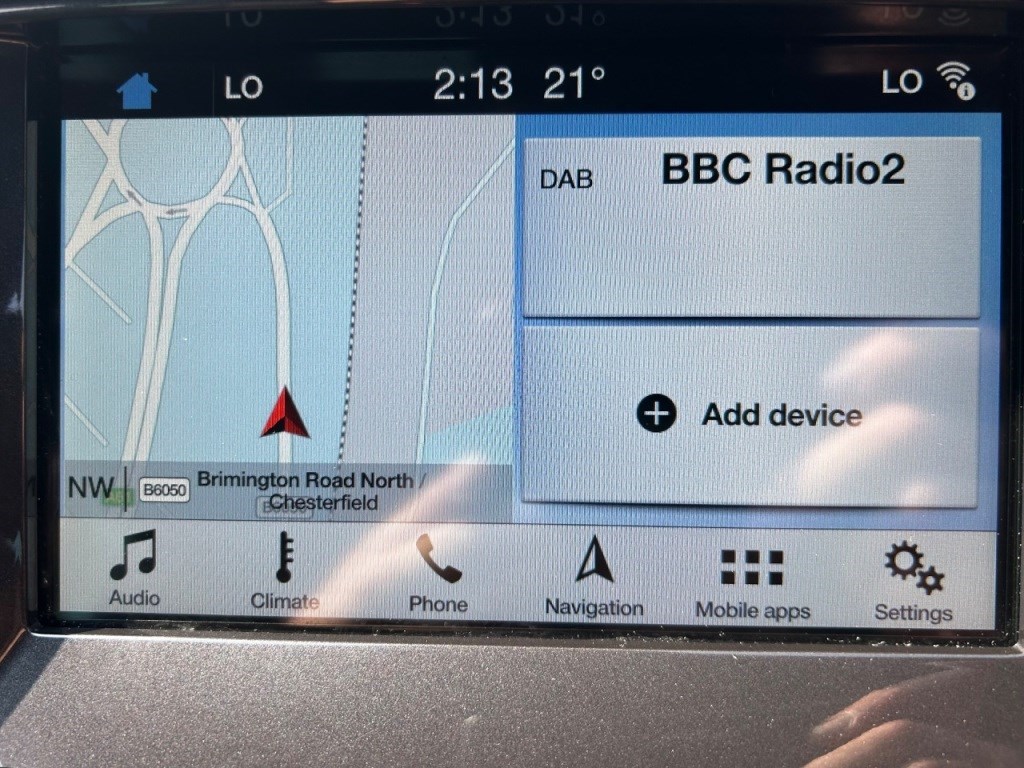 LO 2:13 21° LO
DAB BBC Radio2
Add device
NW B6050 Brimington Road North /
Chesterfield
Audio Climate Phone Navigation Mobile apps Settings